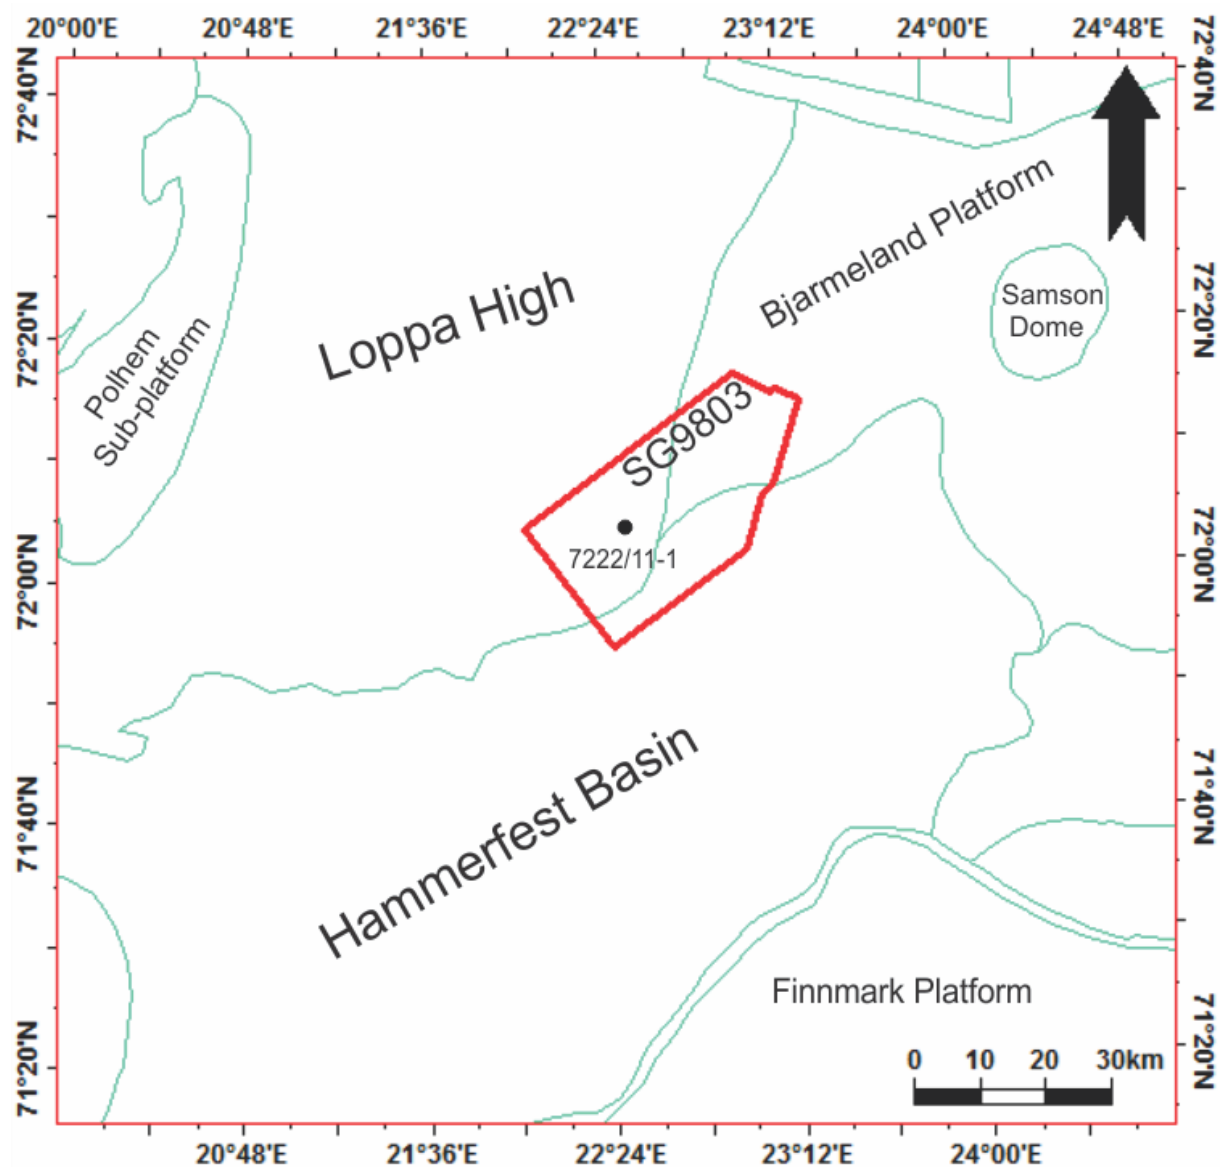 20°00'E 20°48'E 21°36'E 22°24'E 23°12'E 24°00'E 24°48'E
72°40'N
72°40'N
Bjarmeland Platform
Loppa High
Samson
Dome
72°20'N
72°20'N
Polhem
Sub-platform
SG9803
7222/11-1
72°00'N
72°00'N
Hammerfest Basin
71°40'N
71°40'N
Finnmark Platform
0 10 20 30km
71°20'N
71°20'N
20°48'E 21°36'E 22°24'E 23°12'E 24°00'E